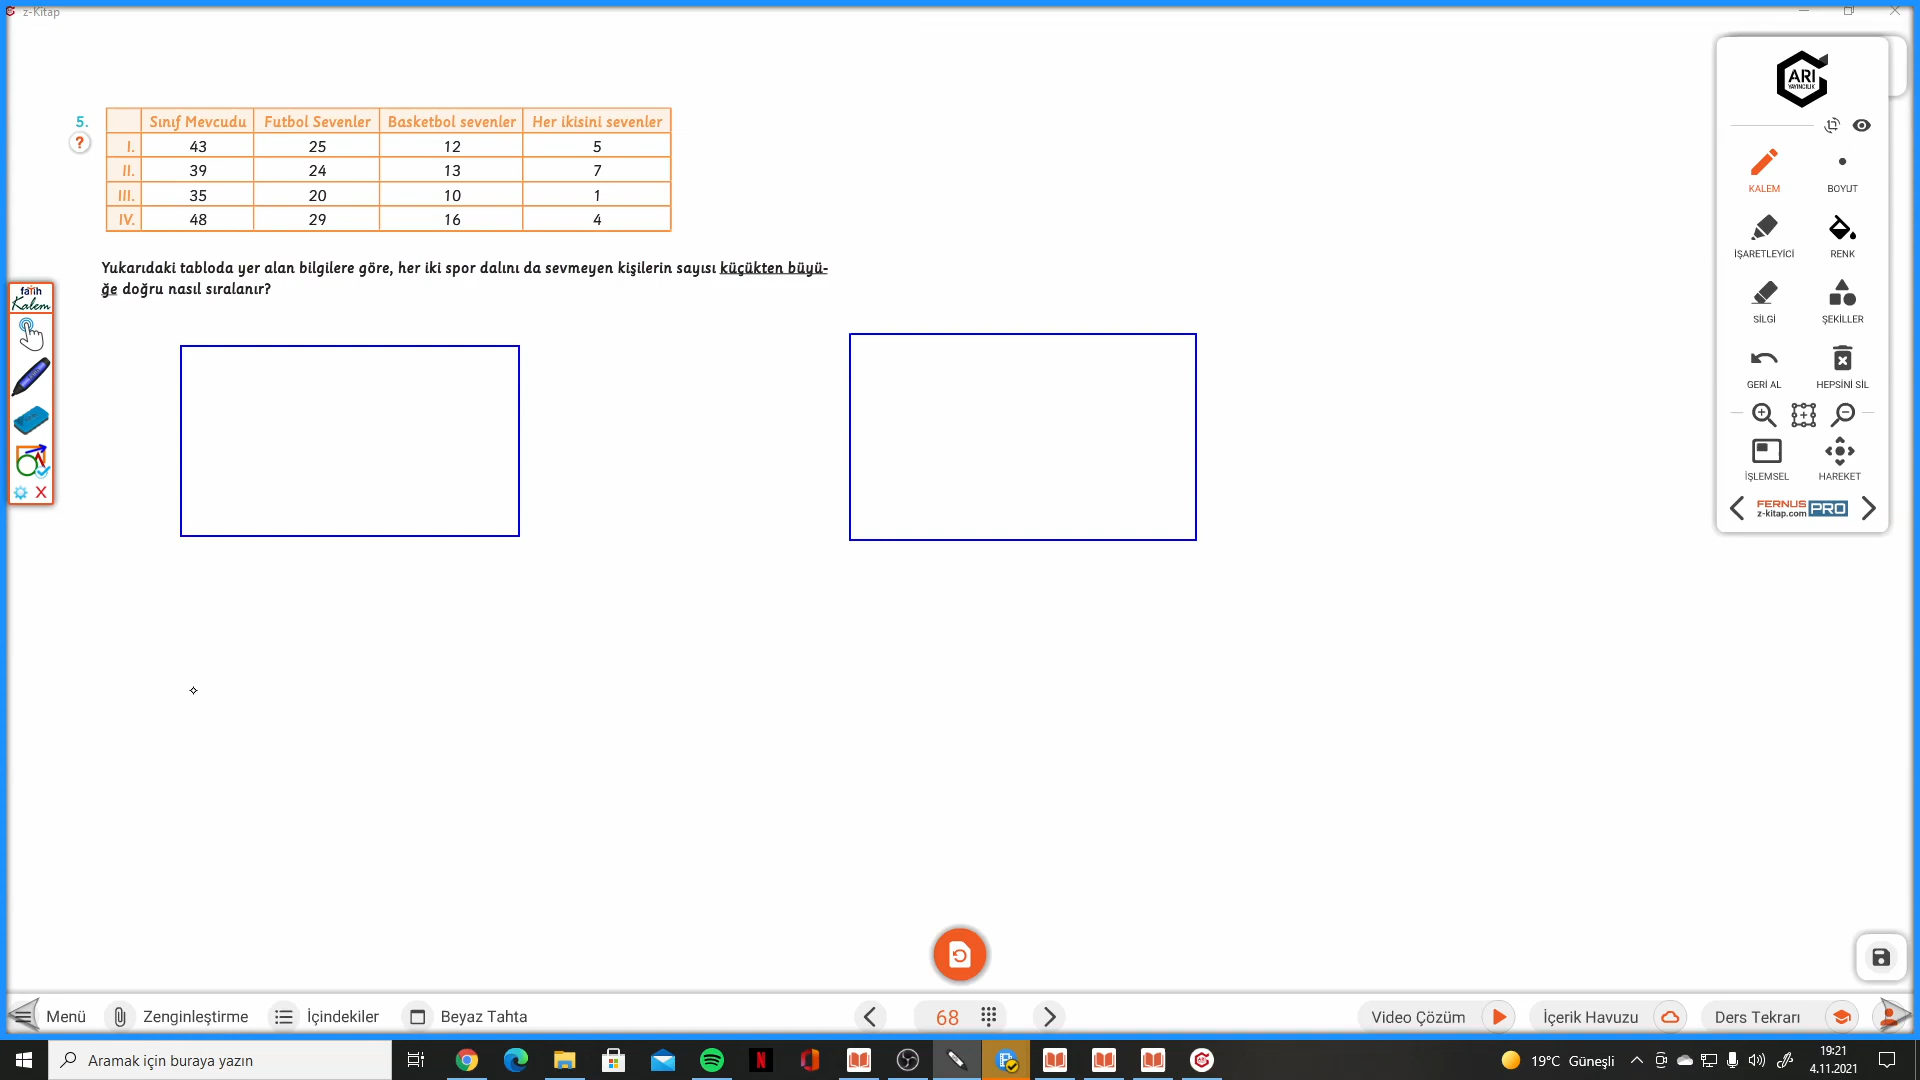 z-Kitap
5.
?
Sınıf Mevcudu Futbol Sevenler Basketbol sevenler Her ikisini sevenler
I. 43 25 12 5
II. 39 24 13 7
III. 35 20 10 1
IV. 48 29 16 4
Yukarıdaki tabloda yer alan bilgilere göre, her iki spor dalını da sevmeyen kişilerin sayısı küçükten büyü-
ğe doğru nasıl sıralanır?
fatih
Kalem
ARI
YAYINCILIK
KALEM BOYUT
İŞARETLEYİCİ RENK
SİLGİ ŞEKİLLER
GERİ AL HEPSİNİ SİL
İŞLEMSEL HAREKET
FERNUS
z-kitap.com PRO
Menü Zenginleştirme İçindekiler Beyaz Tahta 68 Video Çözüm İçerik Havuzu Ders Tekrarı
Aramak için buraya yazın
19°C Güneşli
19:21
4.11.2021